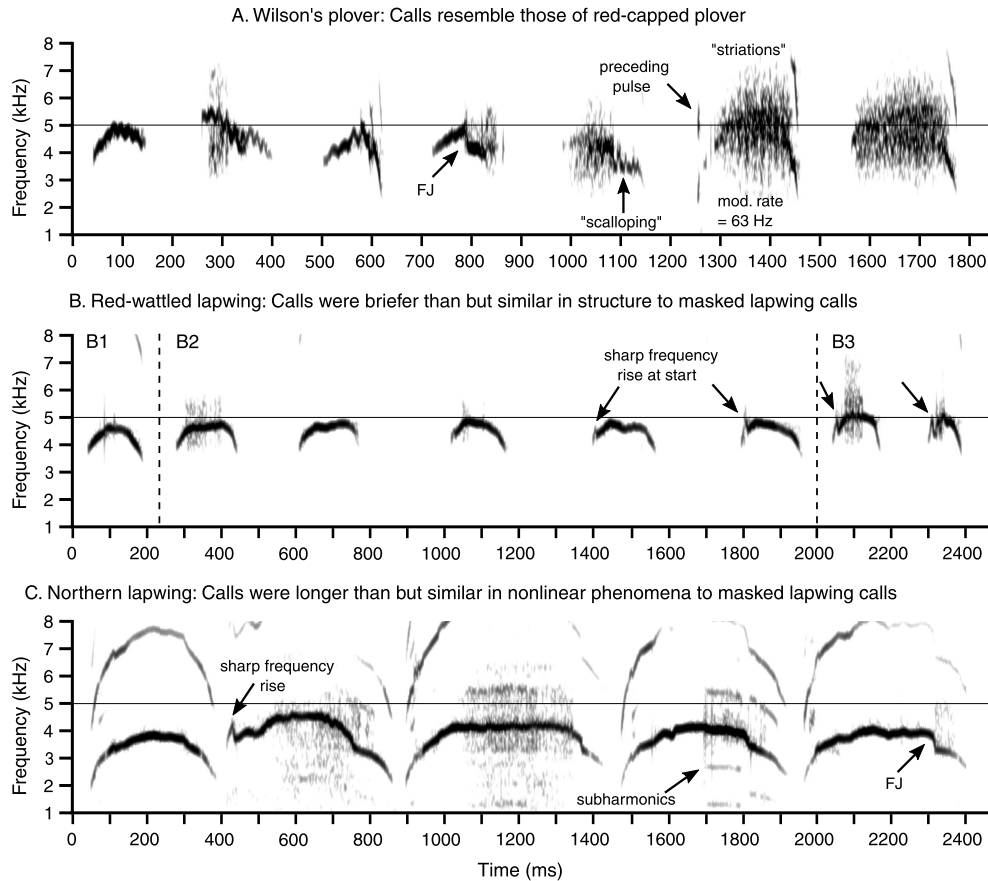 A. Wilson's plover: Calls resemble those of red-capped plover
Frequency (kHz)
8
7
6
5
4
3
2
1
preceding
pulse
"striations"
FJ
"scalloping"
mod. rate
= 63 Hz
0 100 200 300 400 500 600 700 800 900 1000 1100 1200 1300 1400 1500 1600 1700 1800
B. Red-wattled lapwing: Calls were briefer than but similar in structure to masked lapwing calls
Frequency (kHz)
8
7
6
5
4
3
2
1
B1 B2 B3
sharp frequency
rise at start
0 200 400 600 800 1000 1200 1400 1600 1800 2000 2200 2400
C. Northern lapwing: Calls were longer than but similar in nonlinear phenomena to masked lapwing calls
Frequency (kHz)
8
7
6
5
4
3
2
1
sharp frequency
rise
subharmonics
FJ
0 200 400 600 800 1000 1200 1400 1600 1800 2000 2200 2400
Time (ms)